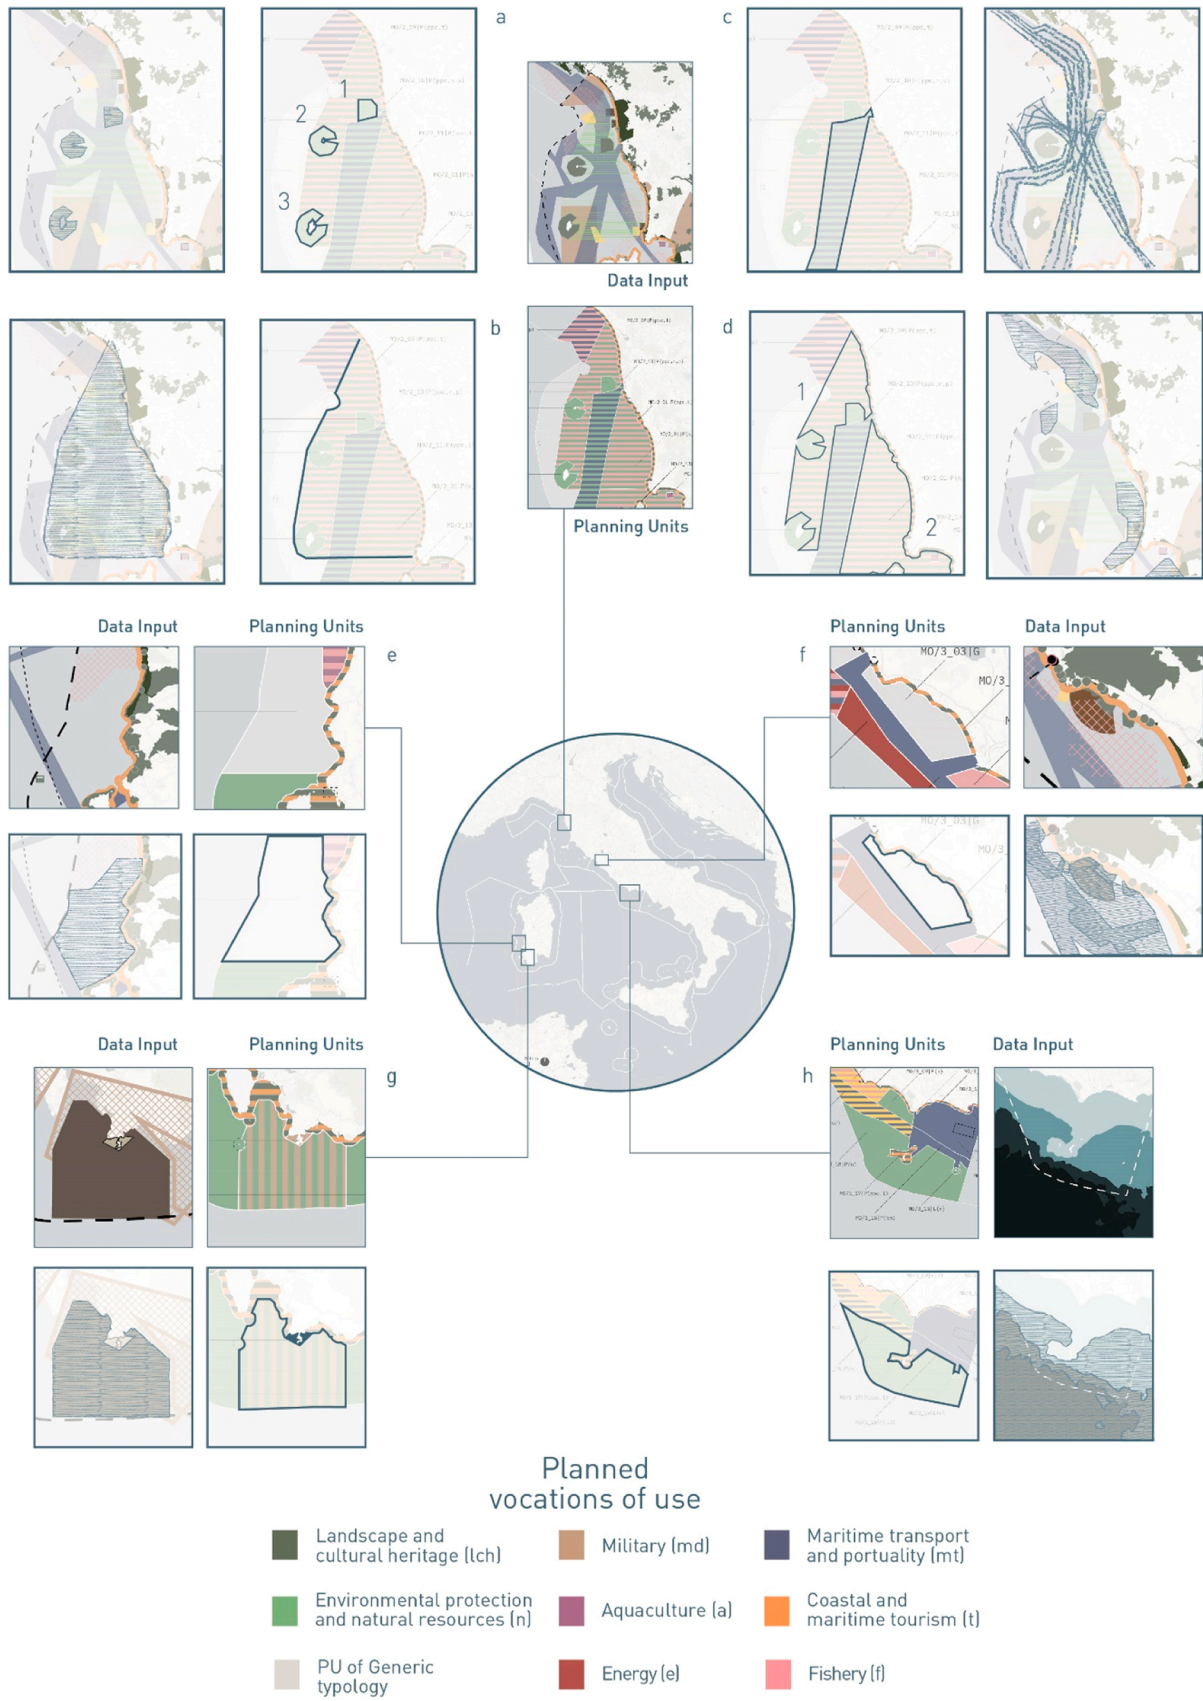 a
c
1
2
3
Data Input
b
d
1
2
Planning Units
Data Input
Planning Units
e
Planning Units
Data Input
f
MO/3_03|G
MO/3_
MO/3_03|G
MO/3_
Data Input
Planning Units
g
Planning Units
Data Input
h
Planned
vocations of use
Landscape and
cultural heritage (lch)
Military (md)
Maritime transport
and portuality (mt)
Environmental protection
and natural resources (n)
Aquaculture (a)
Coastal and
maritime tourism (t)
PU of Generic
typology
Energy (e)
Fishery (f)